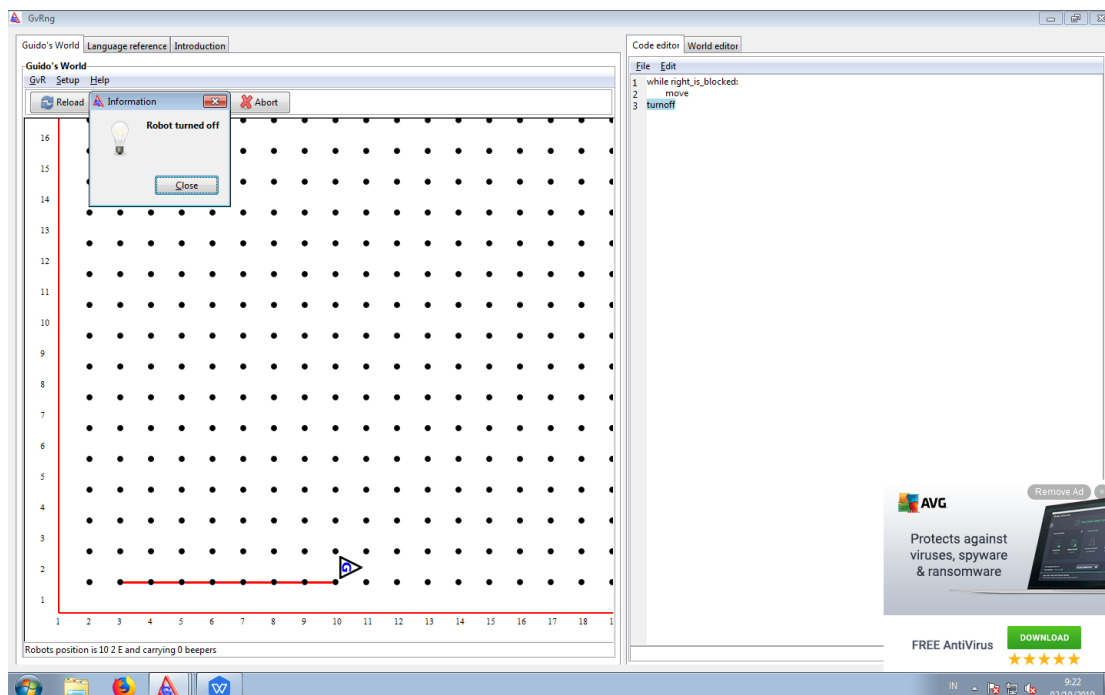 GvRng
Guido's World Language reference Introduction
Guido's World
GvR Setup Help
Reload
Abort
Information
Robot turned off
Close
16
15
14
13
12
11
10
9
8
7
6
5
4
3
2
1
G
1 2 3 4 5 6 7 8 9 10 11 12 13 14 15 16 17 18 1
Robots position is 10 2 E and carrying 0 beepers
Code editor World editor
File Edit
1 while right_is_blocked:
2 move
3 turnoff
Remove Ad
AVG
Protects against
viruses, spyware
& ransomware
FREE AntiVirus
DOWNLOAD
IN
9:22
02/10/2019